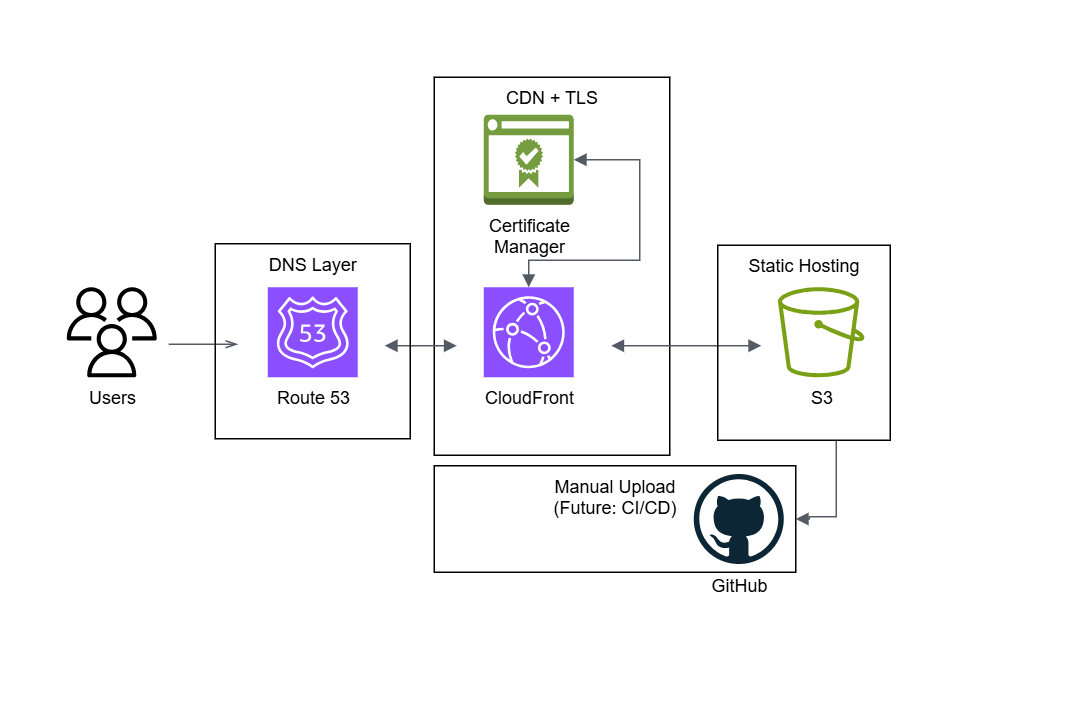 CDN + TLS
Certificate
Manager
DNS Layer
53
Static Hosting
Users
Route 53
CloudFront
S3
Manual Upload
(Future: CI/CD)
GitHub